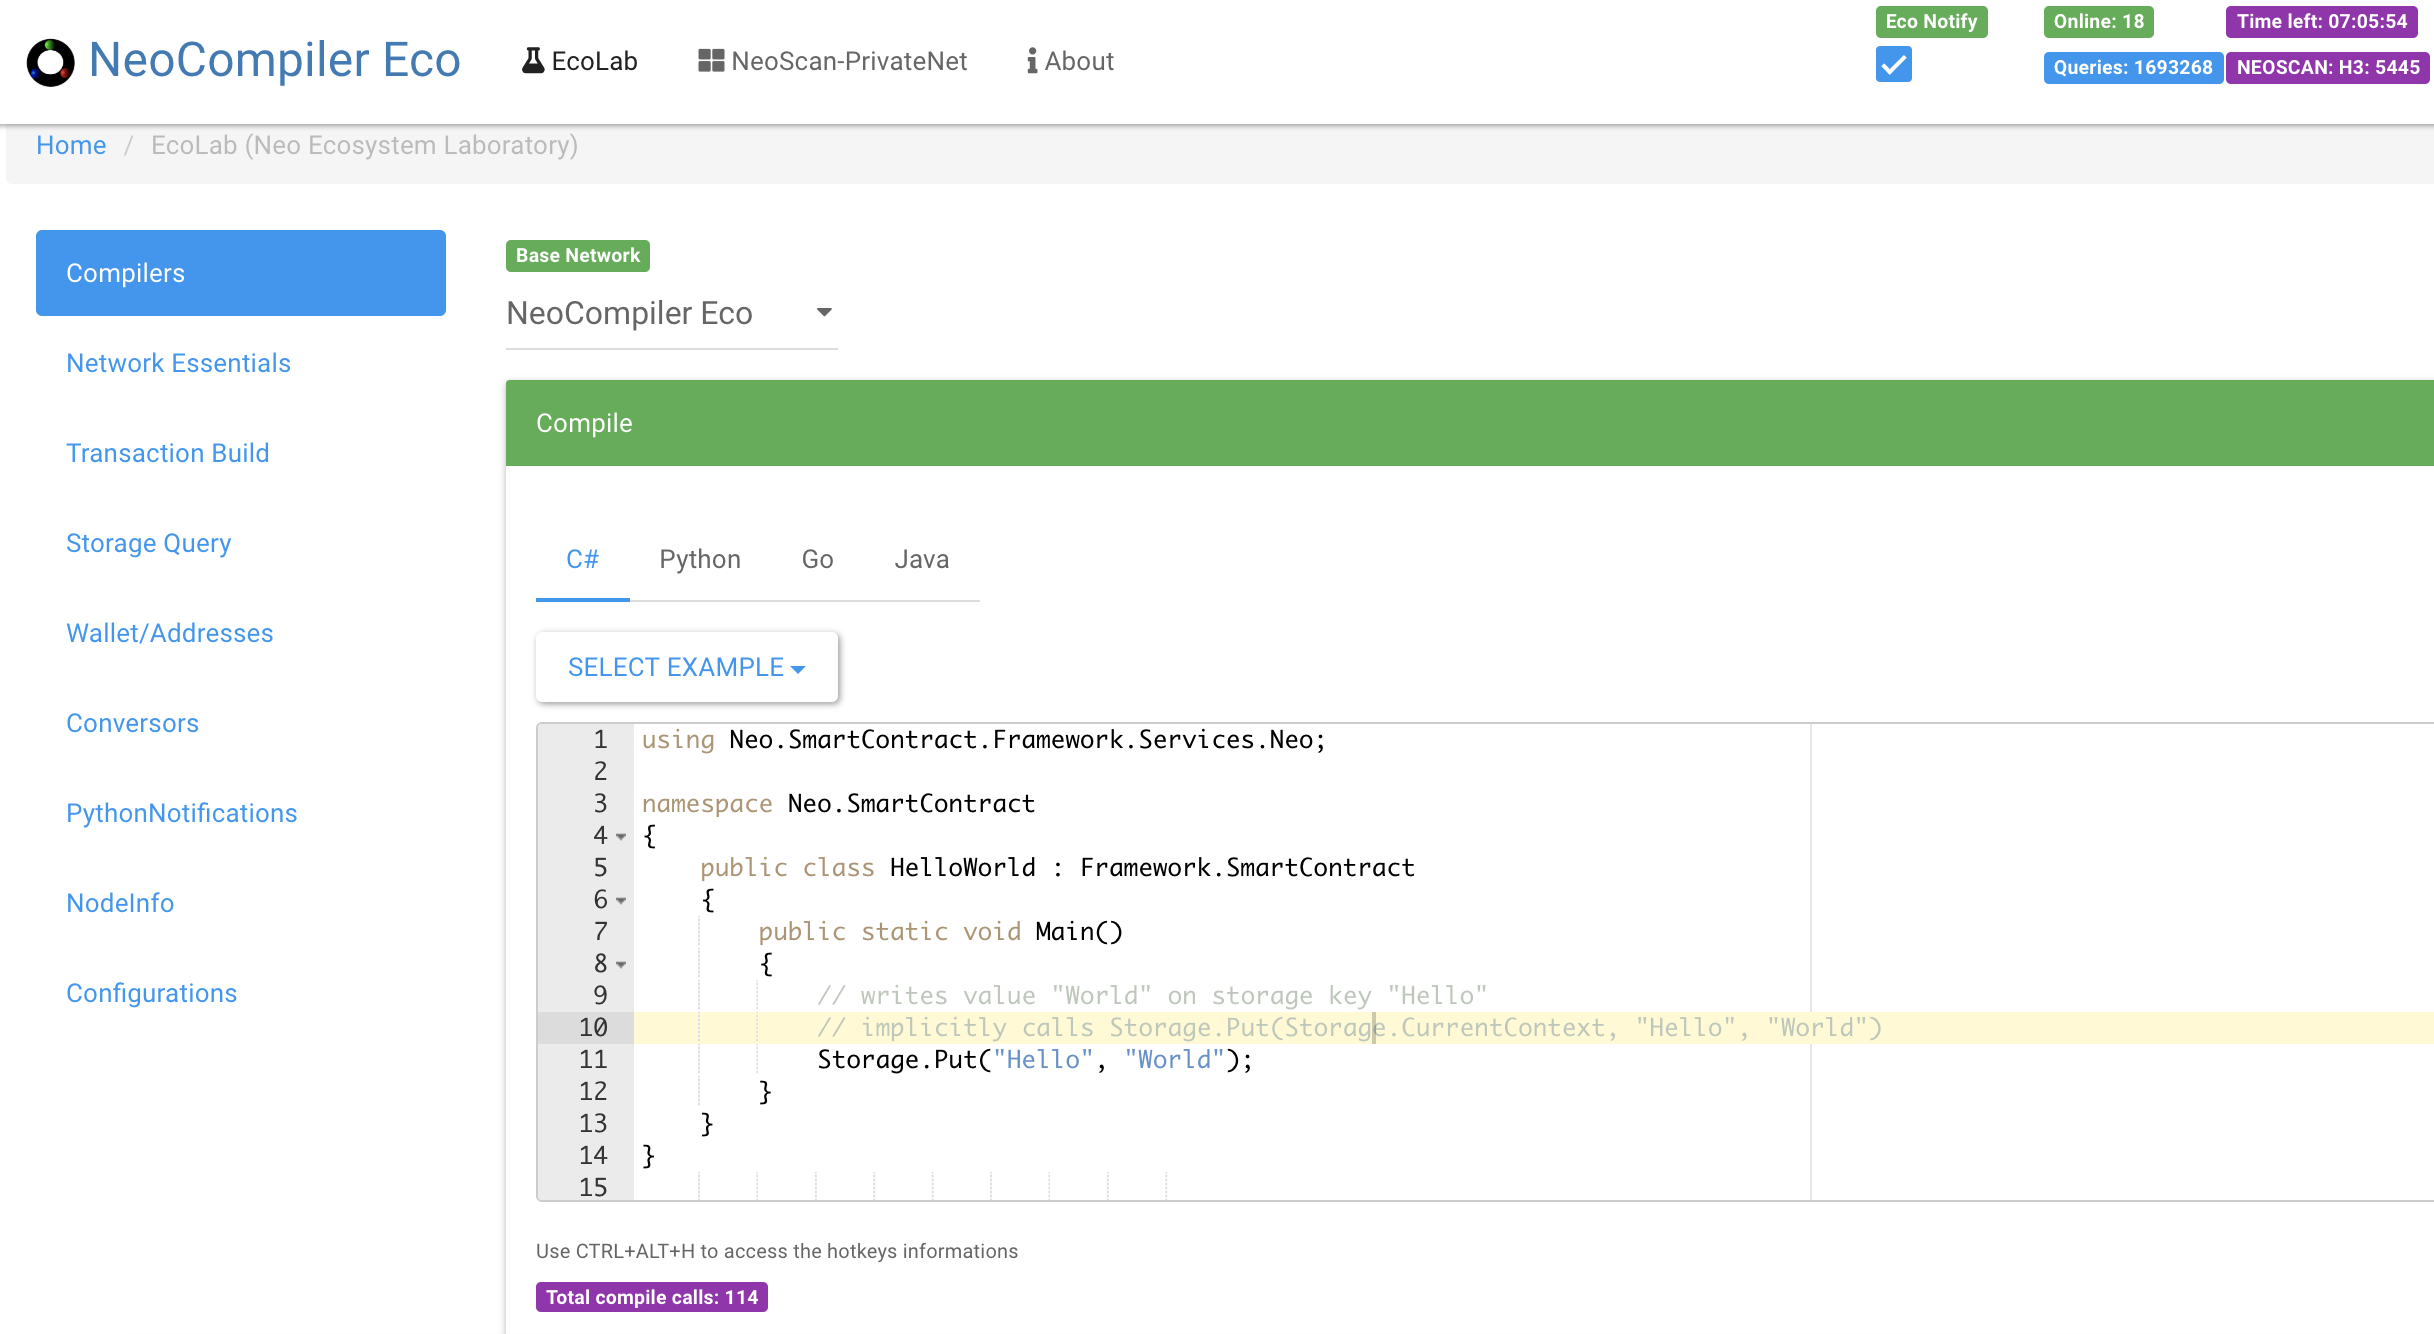 NeoCompiler Eco
EcoLab
NeoScan-PrivateNet
About
Eco Notify
Online: 18
Time left: 07:05:54
Queries: 1693268
NEOSCAN: H3: 5445
Home / EcoLab (Neo Ecosystem Laboratory)
Compilers
Network Essentials
Transaction Build
Storage Query
Wallet/Addresses
Conversors
PythonNotifications
NodeInfo
Configurations
Base Network
NeoCompiler Eco
Compile
C# Python Go Java
SELECT EXAMPLE
1 using Neo.SmartContract.Framework.Services.Neo;
2
3 namespace Neo.SmartContract
4 {
5     public class HelloWorld : Framework.SmartContract
6     {
7         public static void Main()
8         {
9             // writes value "World" on storage key "Hello"
10             // implicitly calls Storage.Put(Storage.CurrentContext, "Hello", "World")
11             Storage.Put("Hello", "World");
12         }
13     }
14 }
15
Use CTRL+ALT+H to access the hotkeys informations
Total compile calls: 114